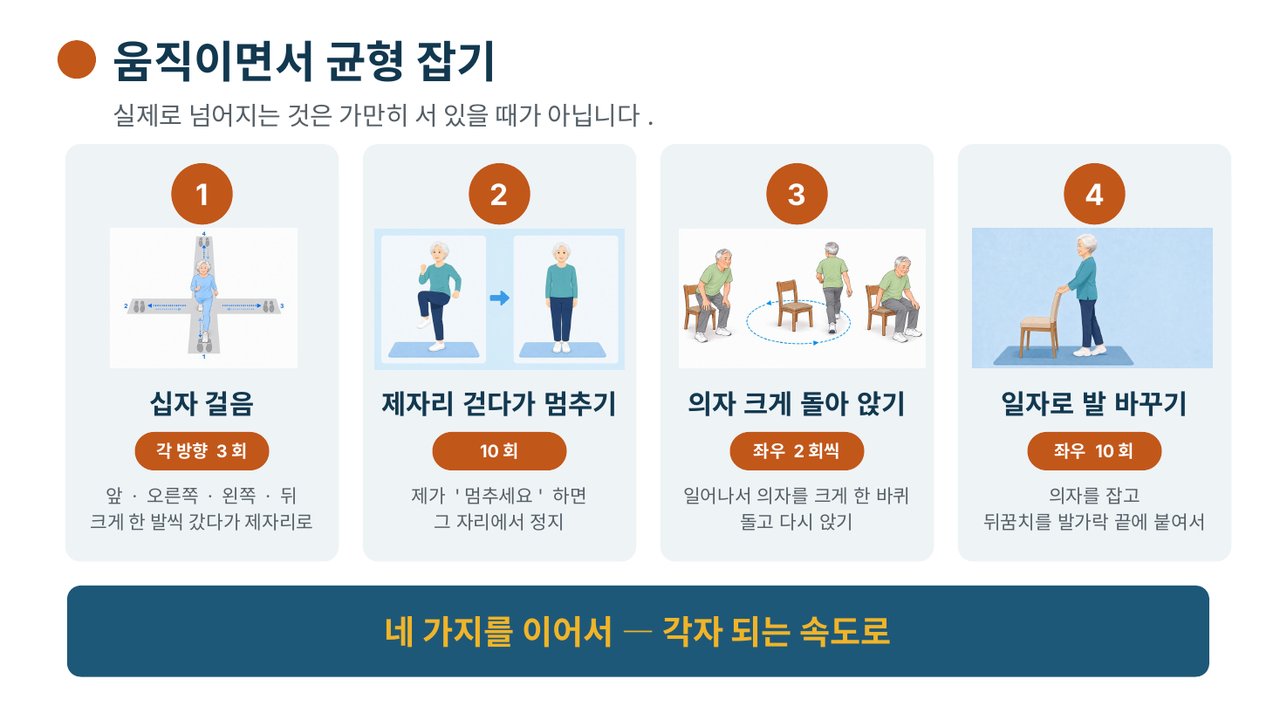 움직이면서 균형 잡기
실제로 넘어지는 것은 가만히 서 있을 때가 아닙니다 .
1
4
2
3
1
십자 걸음
각 방향 3 회
앞 · 오른쪽 · 왼쪽 · 뒤
크게 한 발씩 갔다가 제자리로
2
제자리 걷다가 멈추기
10 회
제가 ' 멈추세요 ' 하면
그 자리에서 정지
3
의자 크게 돌아 앉기
좌우 2 회씩
일어나서 의자를 크게 한 바퀴
돌고 다시 앉기
4
일자로 발 바꾸기
좌우 10 회
의자를 잡고
뒤꿈치를 발가락 끝에 붙여서
네 가지를 이어서 — 각자 되는 속도로